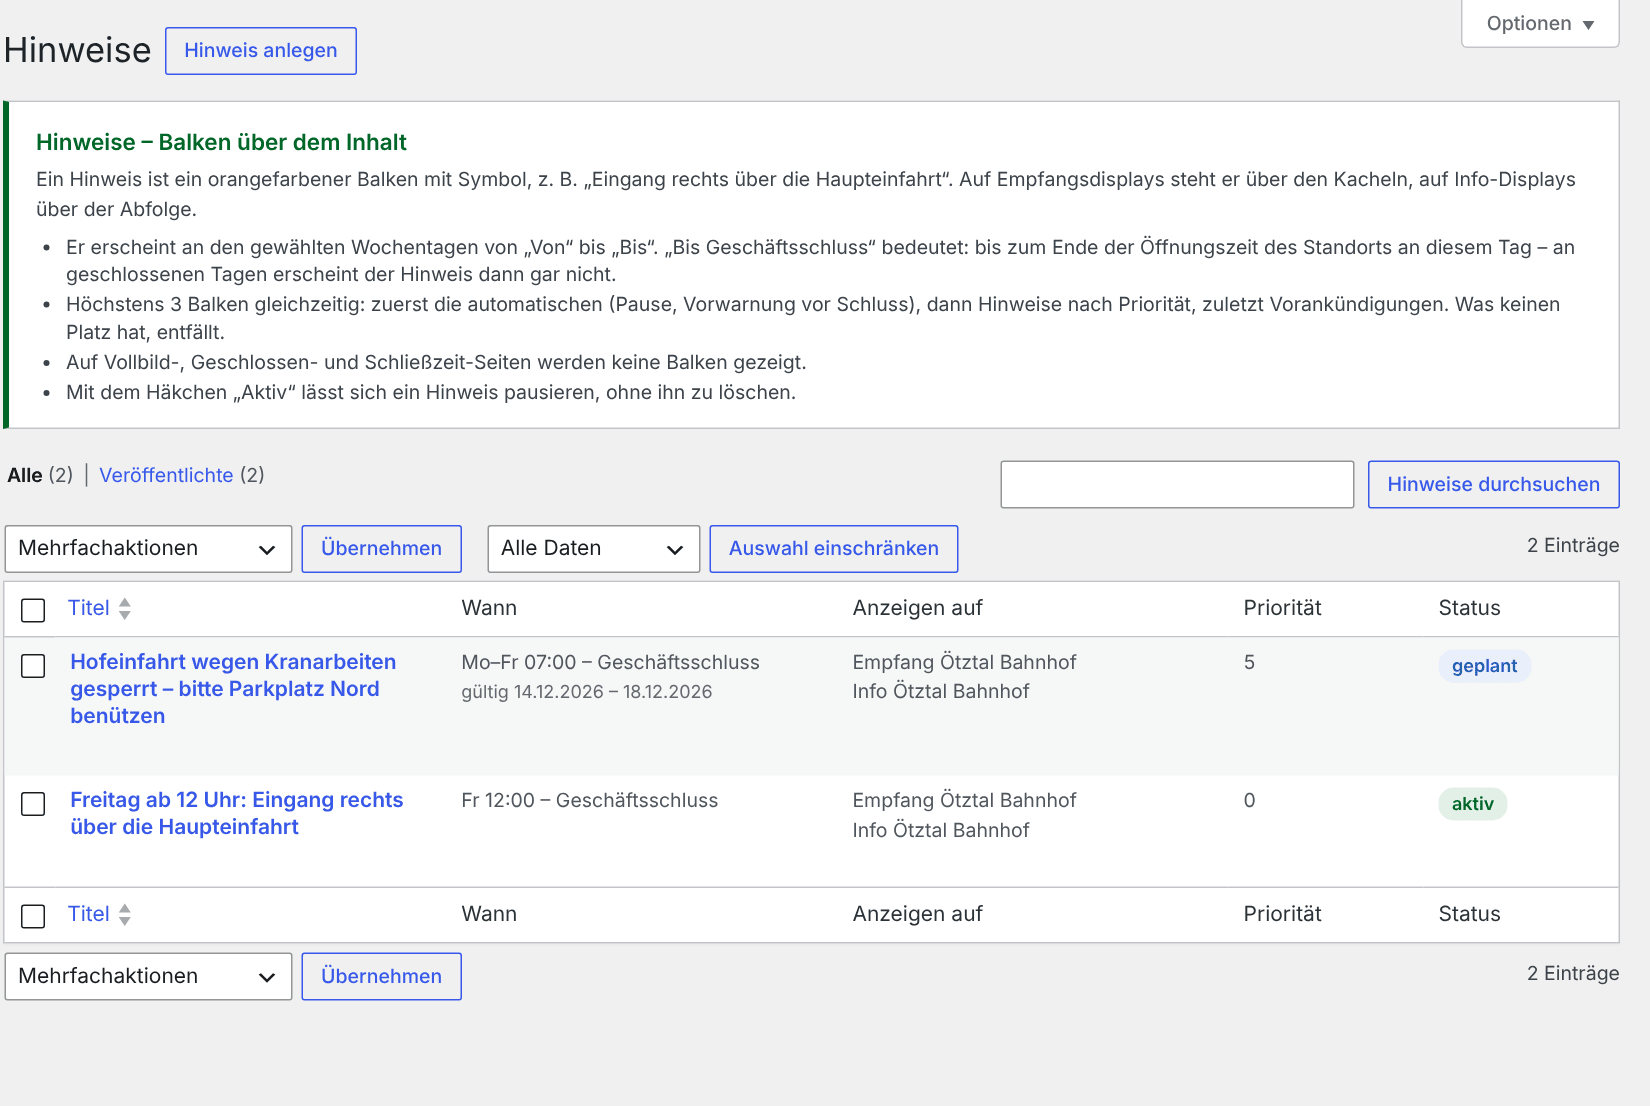 Optionen
Hinweise
Hinweis anlegen
Hinweise – Balken über dem Inhalt
Ein Hinweis ist ein orangefarbener Balken mit Symbol, z. B. „Eingang rechts über die Haupteinfahrt“. Auf Empfangsdisplays steht er über den Kacheln, auf Info-Displays
über der Abfolge.
• Er erscheint an den gewählten Wochentagen von „Von“ bis „Bis“. „Bis Geschäftsschluss“ bedeutet: bis zum Ende der Öffnungszeit des Standorts an diesem Tag – an
geschlossenen Tagen erscheint der Hinweis dann gar nicht.
• Höchstens 3 Balken gleichzeitig: zuerst die automatischen (Pause, Vorwarnung vor Schluss), dann Hinweise nach Priorität, zuletzt Vorankündigungen. Was keinen
Platz hat, entfällt.
• Auf Vollbild-, Geschlossen- und Schließzeit-Seiten werden keine Balken gezeigt.
• Mit dem Häkchen „Aktiv“ lässt sich ein Hinweis pausieren, ohne ihn zu löschen.
Alle (2) | Veröffentlichte (2)
Hinweise durchsuchen
Mehrfachaktionen Übernehmen Alle Daten Auswahl einschränken 2 Einträge
Titel Wann Anzeigen auf Priorität Status
Hofeinfahrt wegen Kranarbeiten
gesperrt – bitte Parkplatz Nord
benützen
Mo–Fr 07:00 – Geschäftsschluss
gültig 14.12.2026 – 18.12.2026
Empfang Ötztal Bahnhof
Info Ötztal Bahnhof
5
geplant
Freitag ab 12 Uhr: Eingang rechts
über die Haupteinfahrt
Fr 12:00 – Geschäftsschluss
Empfang Ötztal Bahnhof
Info Ötztal Bahnhof
0
aktiv
Titel Wann Anzeigen auf Priorität Status
Mehrfachaktionen Übernehmen 2 Einträge